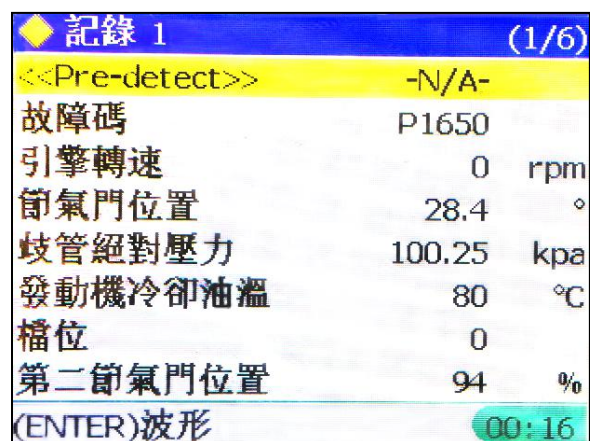 記錄 1 (1/6)
<<Pre-detect>> -N/A-
故障碼 P1650
引擎轉速 0 rpm
節氣門位置 28.4 °
歧管絕對壓力 100.25 kpa
發動機冷卻油溫 80 °C
檔位 0
第二節氣門位置 94 %
(ENTER)波形 00:16